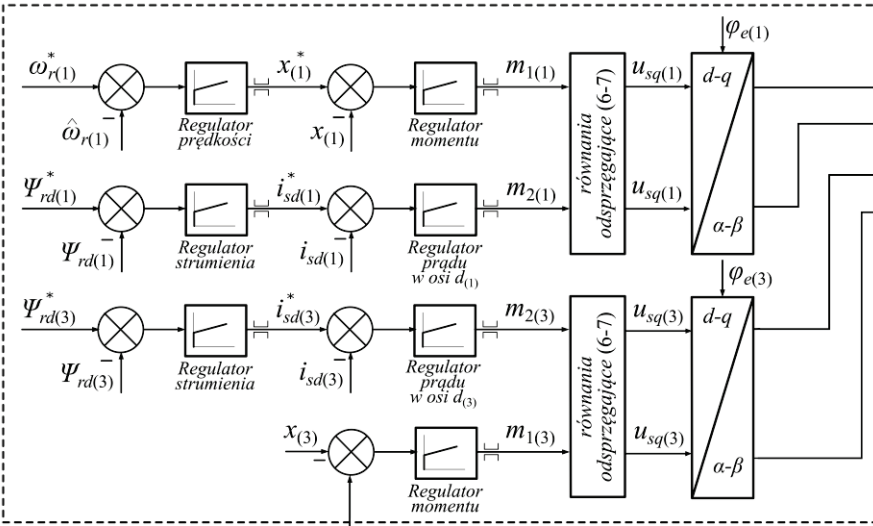 φe(1)
ω*r(1)
x*(1)
m1(1)
usq(1)
d-q
ω̂r(1)
Regulator
prędkości
x(1)
Regulator
momentu
równania
odsprzęgające (6-7)
Ψ*rd(1)
i*sd(1)
m2(1)
usq(1)
Ψrd(1)
Regulator
strumienia
isd(1)
Regulator
prądu
w osi d(1)
α-β
φe(3)
Ψ*rd(3)
i*sd(3)
m2(3)
usq(3)
d-q
Ψrd(3)
Regulator
strumienia
isd(3)
Regulator
prądu
w osi d(3)
równania
odsprzęgające (6-7)
x(3)
m1(3)
usq(3)
α-β
Regulator
momentu